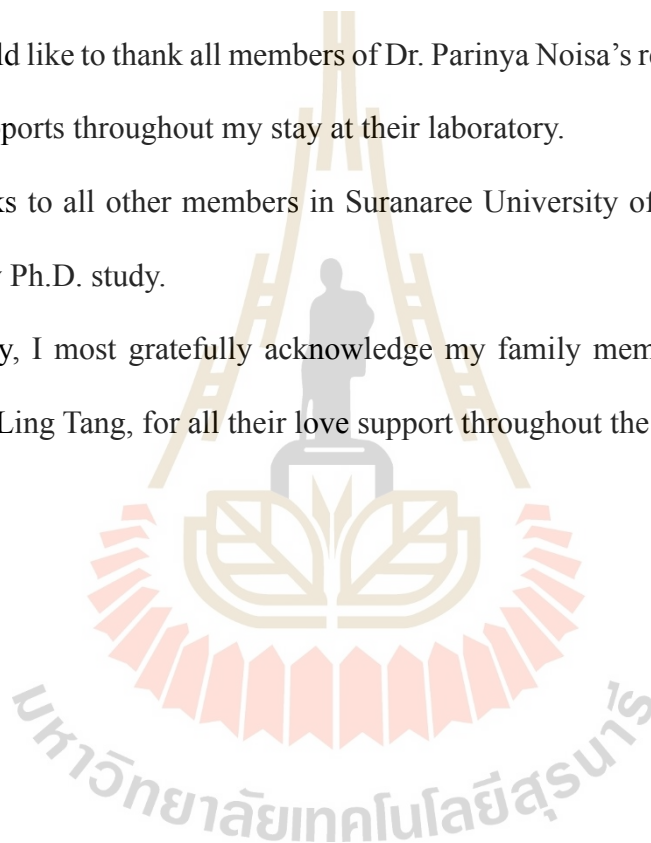 ld like to thank all members of Dr. Parinya Noisa's re
ports throughout my stay at their laboratory.
ks to all other members in Suranaree University of
Ph.D. study.
y, I most gratefully acknowledge my family mem
Ling Tang, for all their love support throughout the
มหาวิทยาลัยเทคโนโลยีสุรนารี